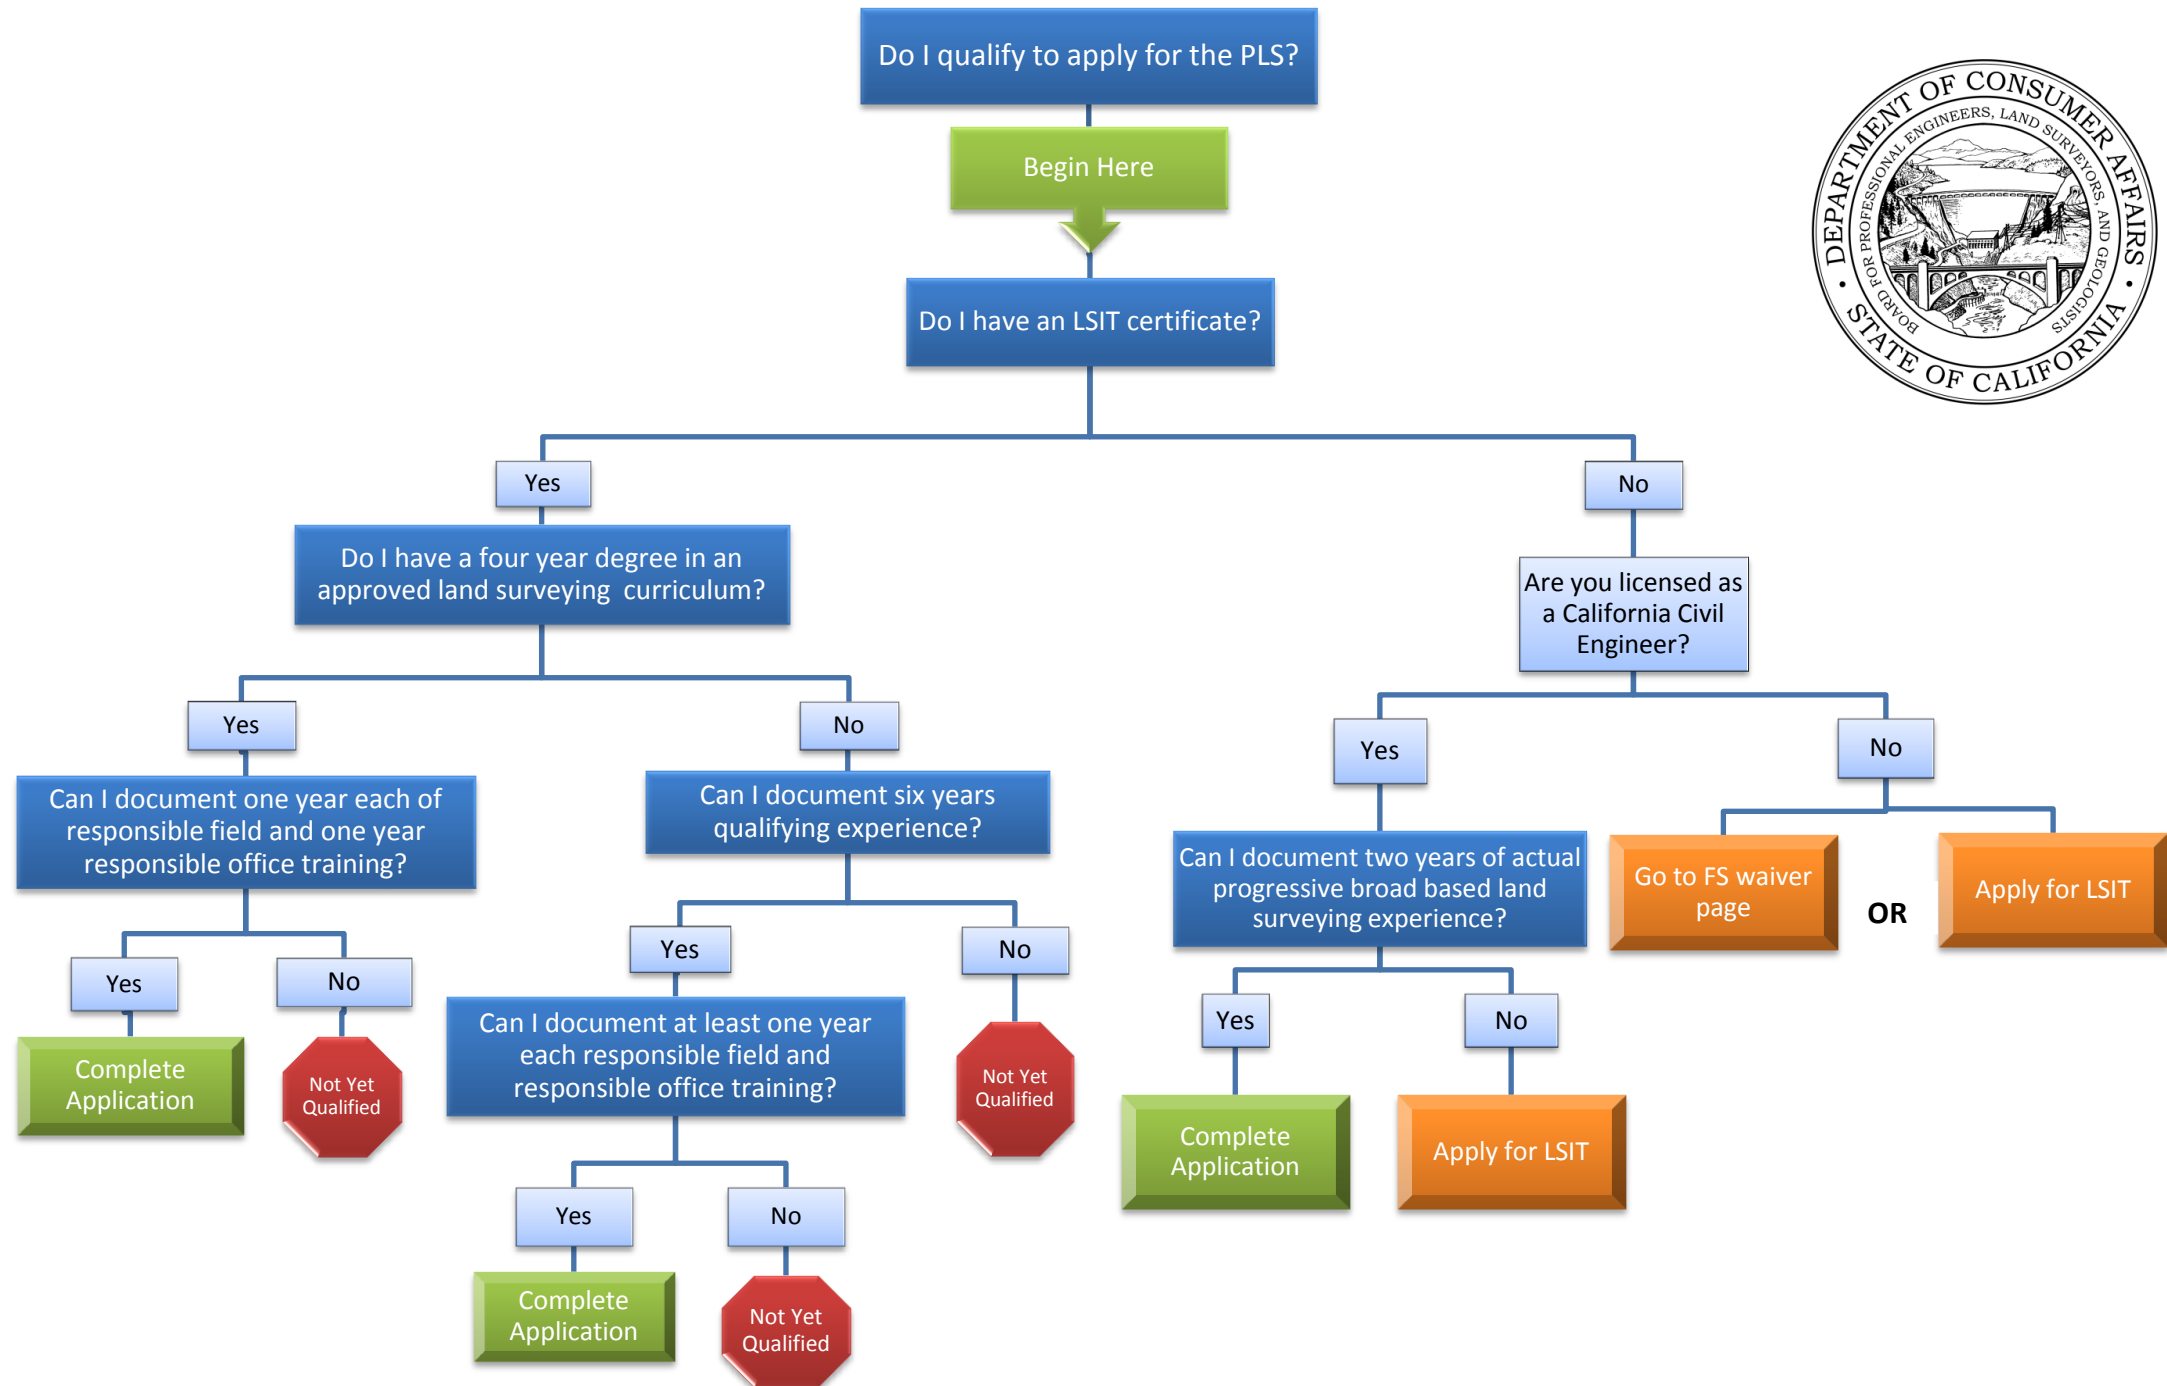 Do I qualify to apply for the PLS?
Begin Here
DEPARTMENT OF CONSUMER AFFAIRS
BOARD FOR PROFESSIONAL ENGINEERS, LAND SURVEYORS, AND GEOLOGISTS
• STATE OF CALIFORNIA •
Do I have an LSIT certificate?
Yes
No
Do I have a four year degree in an
approved land surveying  curriculum?
Are you licensed as
a California Civil
Engineer?
Yes
No
Yes
No
Can I document one year each of
responsible field and one year
responsible office training?
Can I document six years
qualifying experience?
Can I document two years of actual
progressive broad based land
surveying experience?
Go to FS waiver
page
OR
Apply for LSIT
Yes
No
Yes
No
Yes
No
Complete
Application
Not Yet
Qualified
Can I document at least one year
each responsible field and
responsible office training?
Not Yet
Qualified
Complete
Application
Apply for LSIT
Yes
No
Complete
Application
Not Yet
Qualified